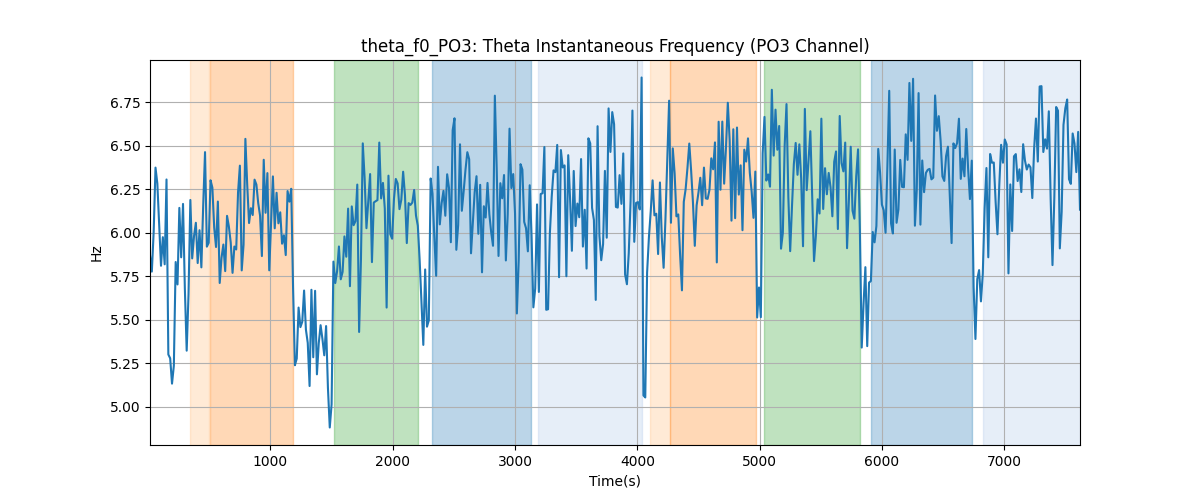 theta_f0_PO3: Theta Instantaneous Frequency (PO3 Channel)
6.75
6.50
6.25
6.00
5.75
5.50
5.25
5.00
Hz
1000 2000 3000 4000 5000 6000 7000
Time(s)